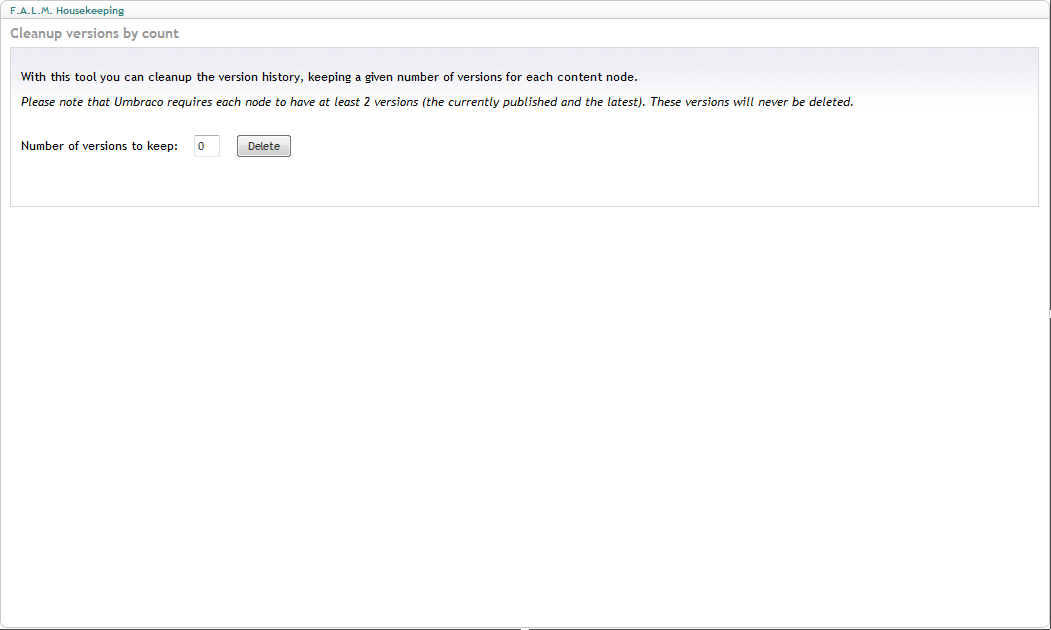 F.A.L.M. Housekeeping
Cleanup versions by count
With this tool you can cleanup the version history, keeping a given number of versions for each content node.
Please note that Umbraco requires each node to have at least 2 versions (the currently published and the latest). These versions will never be deleted.
Number of versions to keep: 0 Delete